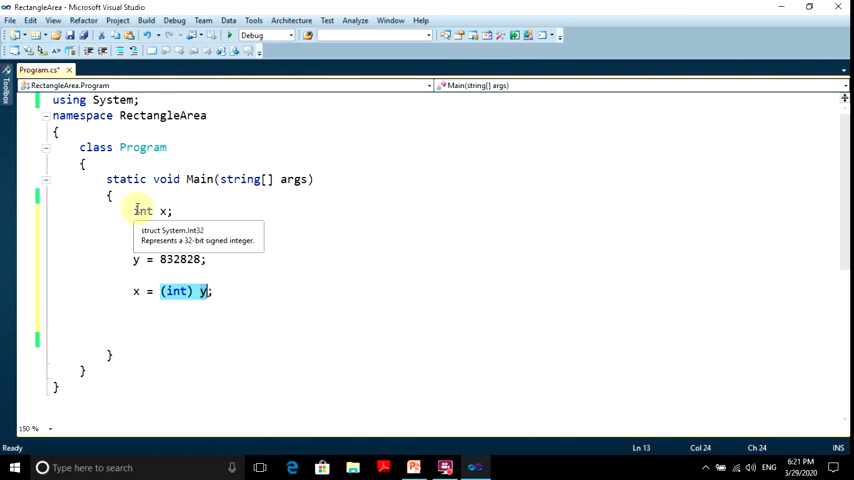 RectangleArea - Microsoft Visual Studio
File Edit View Refactor Project Build Debug Team Data Tools Architecture Test Analyze Window Help
Debug
Program.cs*
Toolbox
RectangleArea.Program
Main(string[] args)
using System;
namespace RectangleArea
{
class Program
{
static void Main(string[] args)
{
int x;
struct System.Int32
Represents a 32-bit signed integer.
y = 832828;
x = (int) y;
}
}
}
150 %
Ready Ln 13 Col 24 Ch 24 INS
Type here to search
ENG
6:21 PM
3/29/2020